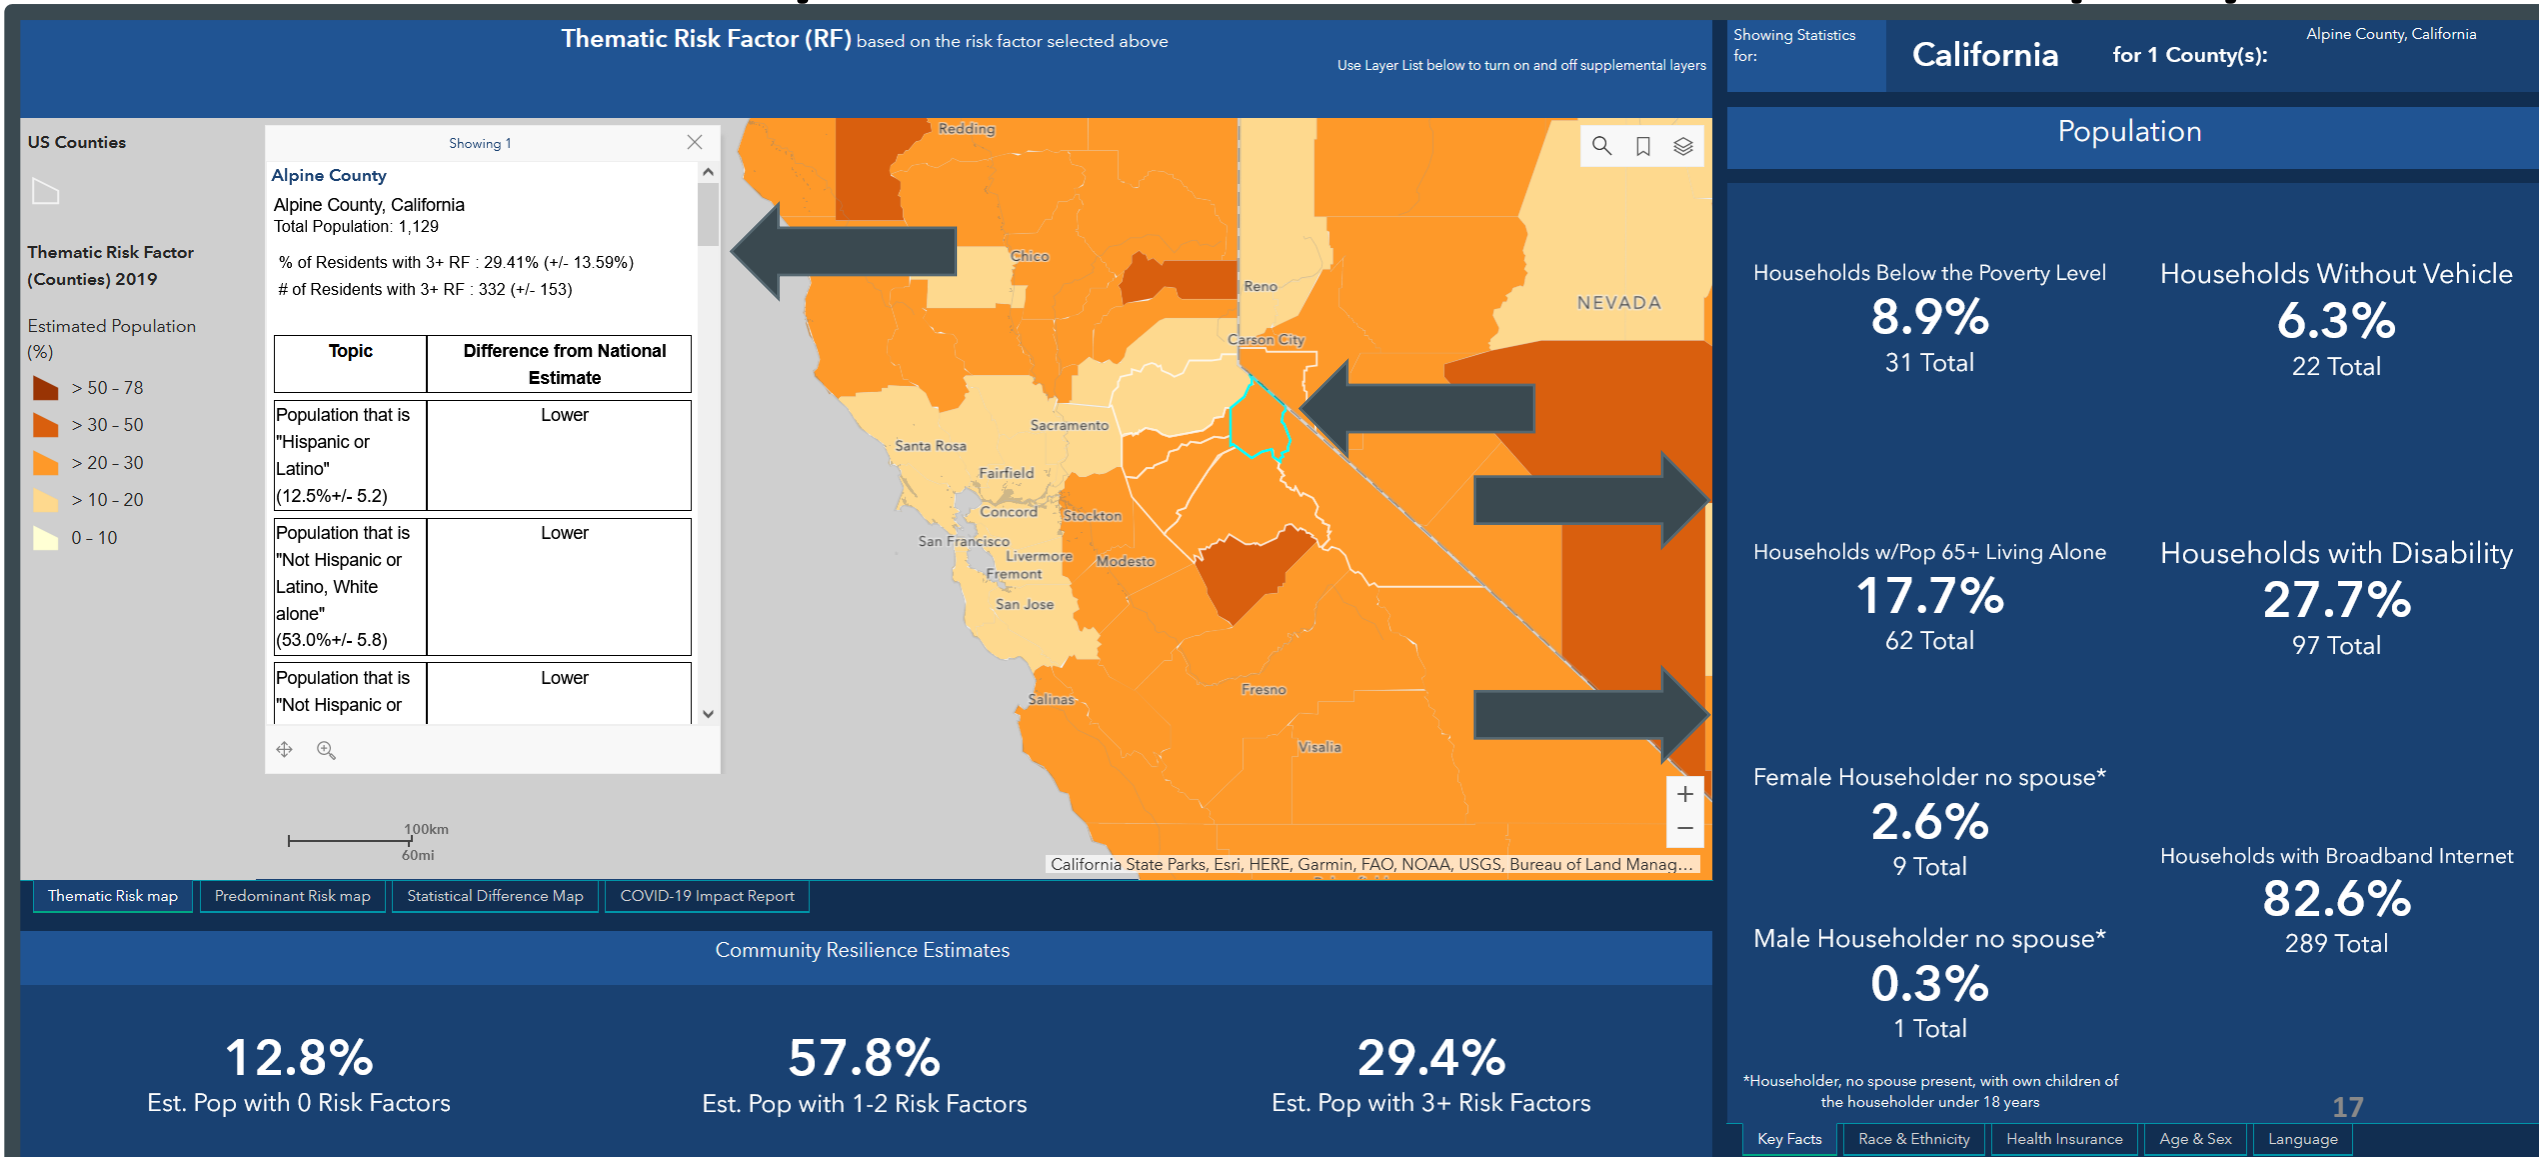 Thematic Risk Factor (RF) based on the risk factor selected above
Use Layer List below to turn on and off supplemental layers
Showing Statistics
for:
California
for 1 County(s):
Alpine County, California
US Counties
Thematic Risk Factor
(Counties) 2019
Estimated Population
(%)
> 50 - 78
> 30 - 50
> 20 - 30
> 10 - 20
0 - 10
Showing 1
Alpine County
Alpine County, California
Total Population: 1,129
% of Residents with 3+ RF : 29.41% (+/- 13.59%)
# of Residents with 3+ RF : 332 (+/- 153)
Topic
Difference from National
Estimate
Population that is
"Hispanic or
Latino"
(12.5%+/- 5.2)
Lower
Population that is
"Not Hispanic or
Latino, White
alone"
(53.0%+/- 5.8)
Lower
Population that is
"Not Hispanic or
Lower
Redding
Chico
Reno
NEVADA
Carson City
Sacramento
Santa Rosa
Fairfield
Concord
Stockton
San Francisco
Livermore
Modesto
Fremont
San Jose
Salinas
Fresno
Visalia
100km
60mi
California State Parks, Esri, HERE, Garmin, FAO, NOAA, USGS, Bureau of Land Manag...
Thematic Risk map
Predominant Risk map
Statistical Difference Map
COVID-19 Impact Report
Community Resilience Estimates
12.8%
Est. Pop with 0 Risk Factors
57.8%
Est. Pop with 1-2 Risk Factors
29.4%
Est. Pop with 3+ Risk Factors
Population
Households Below the Poverty Level
8.9%
31 Total
Households Without Vehicle
6.3%
22 Total
Households w/Pop 65+ Living Alone
17.7%
62 Total
Households with Disability
27.7%
97 Total
Female Householder no spouse*
2.6%
9 Total
Households with Broadband Internet
82.6%
289 Total
Male Householder no spouse*
0.3%
1 Total
*Householder, no spouse present, with own children of
the householder under 18 years
17
Key Facts
Race & Ethnicity
Health Insurance
Age & Sex
Language